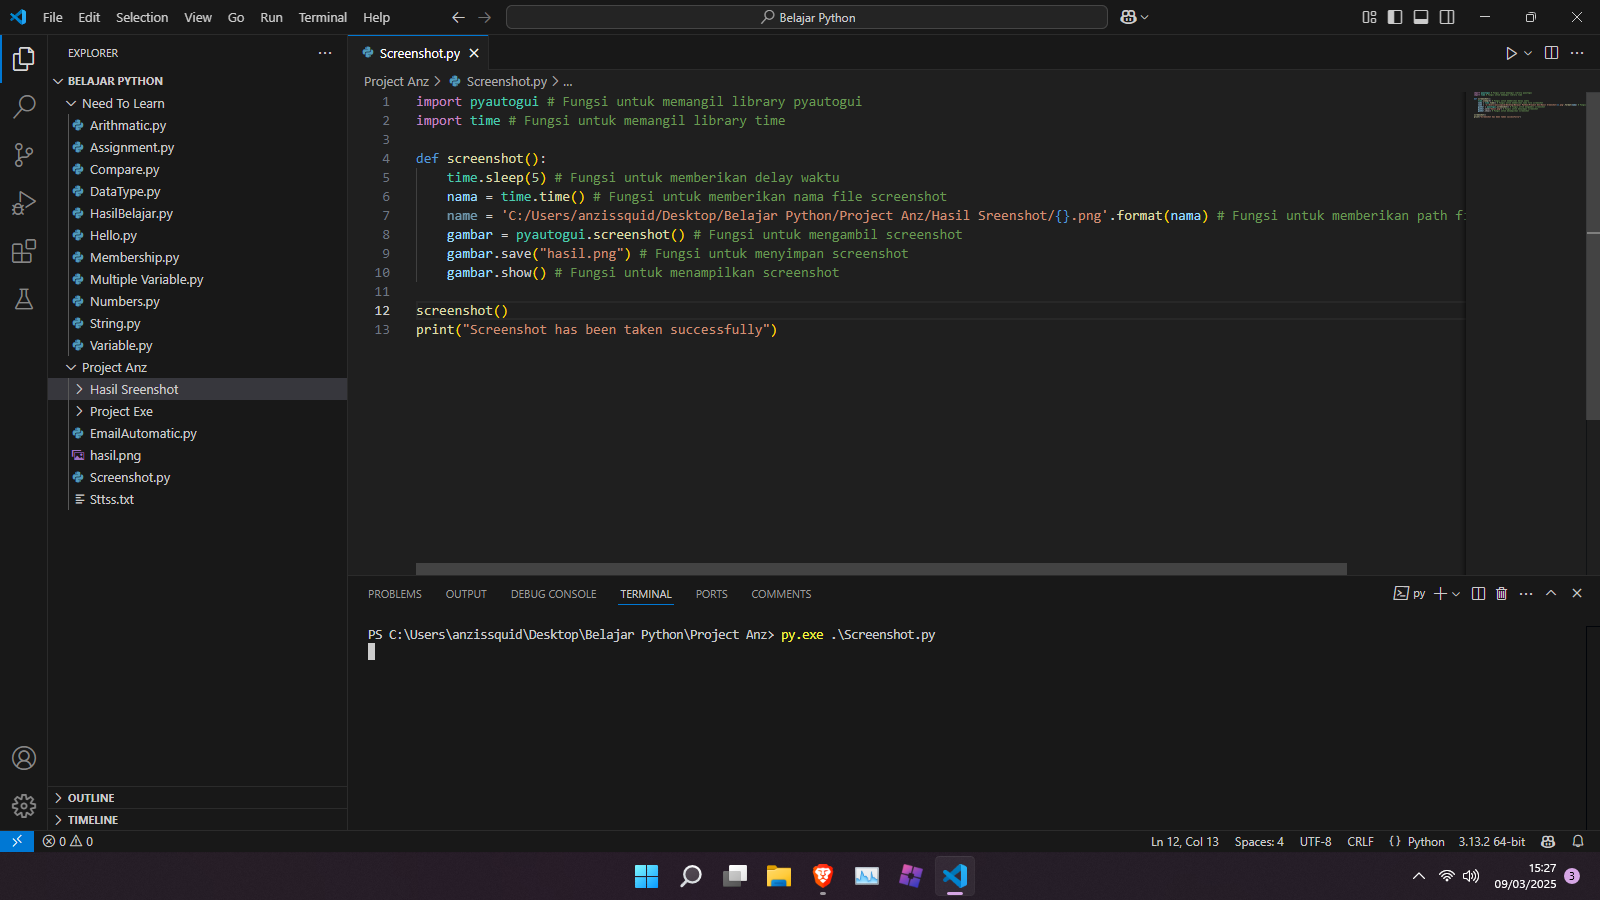 File Edit Selection View Go Run Terminal Help
Belajar Python
EXPLORER
BELAJAR PYTHON
Need To Learn
Arithmatic.py
Assignment.py
Compare.py
DataType.py
HasilBelajar.py
Hello.py
Membership.py
Multiple Variable.py
Numbers.py
String.py
Variable.py
Project Anz
Hasil Sreenshot
Project Exe
EmailAutomatic.py
hasil.png
Screenshot.py
Sttss.txt
OUTLINE
TIMELINE
Screenshot.py
Project Anz > Screenshot.py > ...
1 import pyautogui # Fungsi untuk memangil library pyautogui
2 import time # Fungsi untuk memangil library time
3
4 def screenshot():
5 time.sleep(5) # Fungsi untuk memberikan delay waktu
6 nama = time.time() # Fungsi untuk memberikan nama file screenshot
7 name = 'C:/Users/anzissquid/Desktop/Belajar Python/Project Anz/Hasil Sreenshot/{}.png'.format(nama) # Fungsi untuk memberikan path fi
8 gambar = pyautogui.screenshot() # Fungsi untuk mengambil screenshot
9 gambar.save("hasil.png") # Fungsi untuk menyimpan screenshot
10 gambar.show() # Fungsi untuk menampilkan screenshot
11
12 screenshot()
13 print("Screenshot has been taken successfully")
PROBLEMS OUTPUT DEBUG CONSOLE TERMINAL PORTS COMMENTS
py
PS C:\Users\anzissquid\Desktop\Belajar Python\Project Anz> py.exe .\Screenshot.py
0 0
Ln 12, Col 13 Spaces: 4 UTF-8 CRLF {} Python 3.13.2 64-bit
15:27
09/03/2025
3